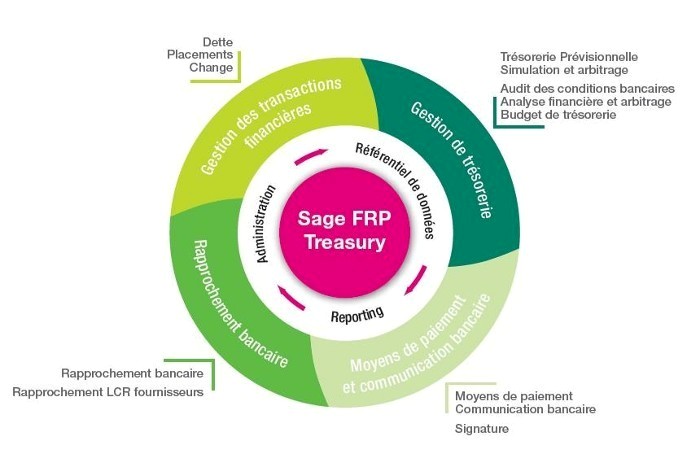 Dette
Placements
Change
Trésorerie Prévisionnelle
Simulation et arbitrage
Audit des conditions bancaires
Analyse financière et arbitrage
Budget de trésorerie
Gestion des transactions
financières
Gestion de trésorerie
Référentiel de données
Administration
Sage FRP
Treasury
Reporting
Rapprochement bancaire
Moyens de paiement
et communication bancaire
Rapprochement bancaire
Rapprochement LCR fournisseurs
Moyens de paiement
Communication bancaire
Signature